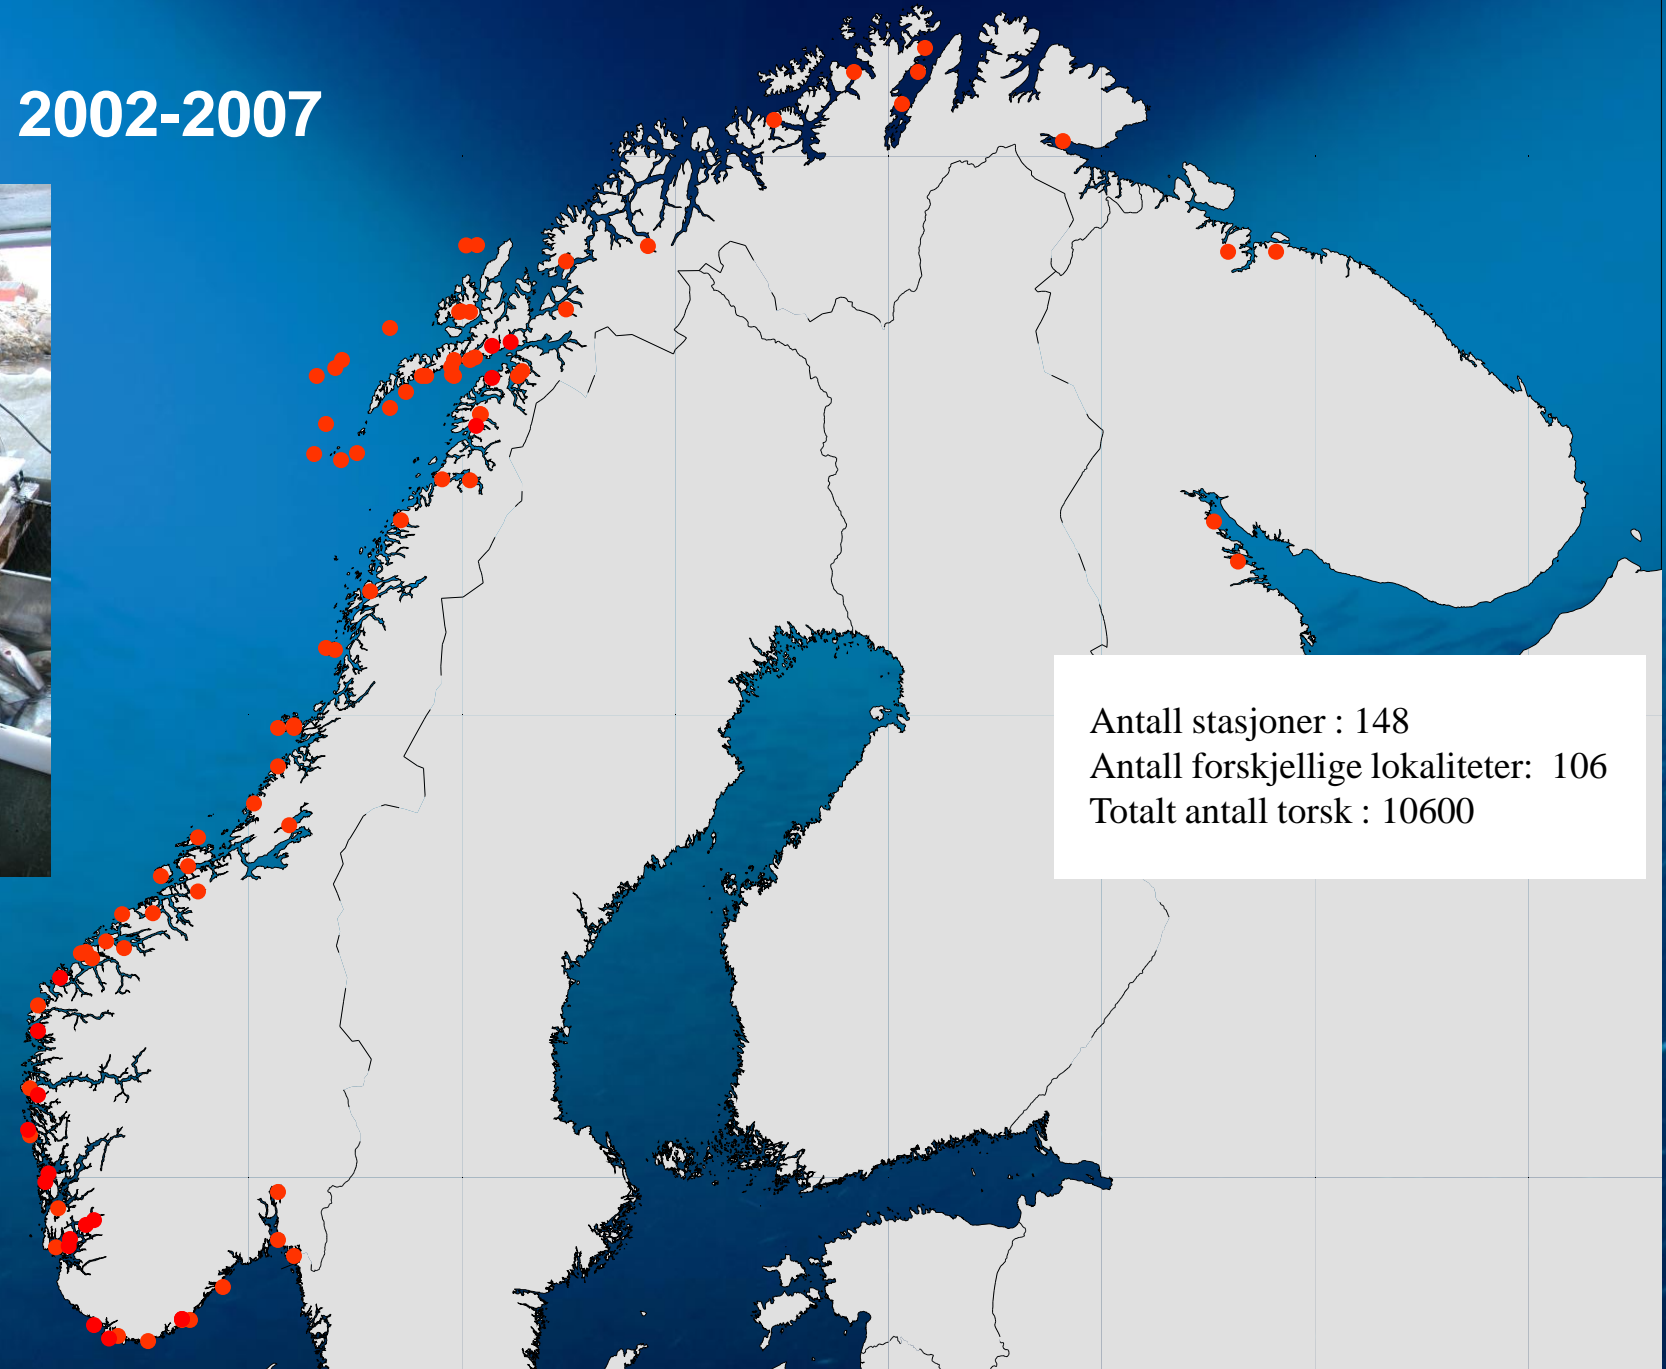 2002-2007
Antall stasjoner : 148
Antall forskjellige lokaliteter:  106
Totalt antall torsk : 10600